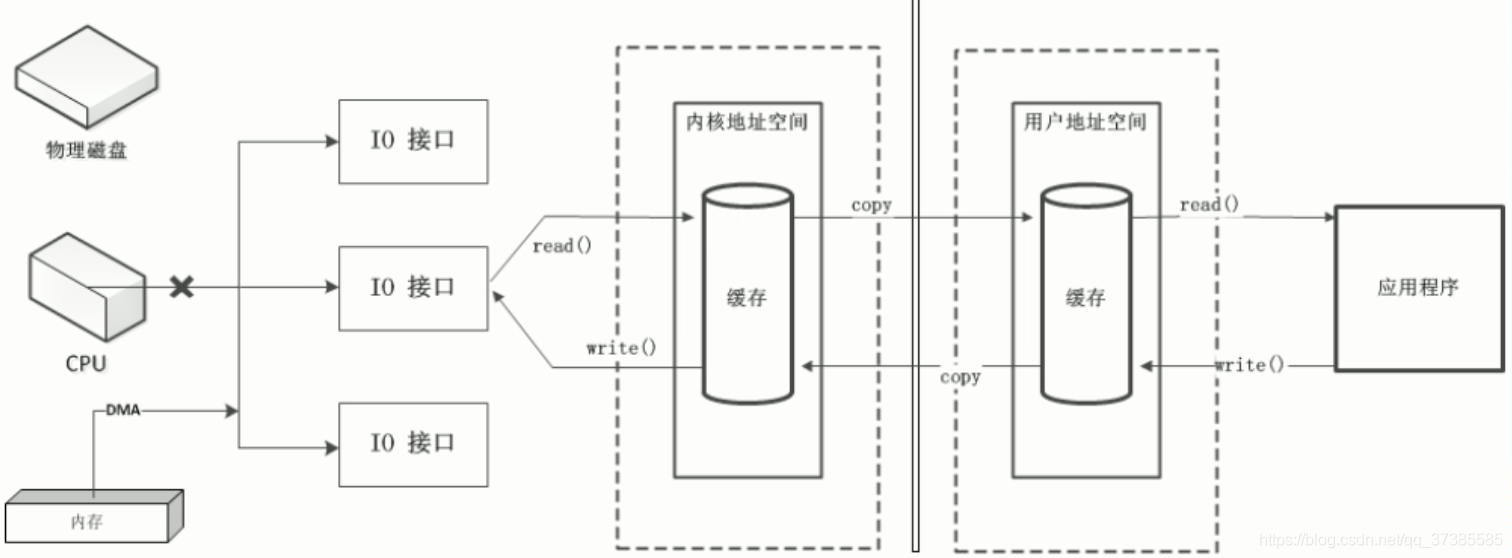 物理磁盘
CPU
DMA
内存
IO 接口
IO 接口
IO 接口
read()
write()
内核地址空间
缓存
copy
copy
用户地址空间
缓存
read()
write()
应用程序
https://blog.csdn.net/qq_37385585